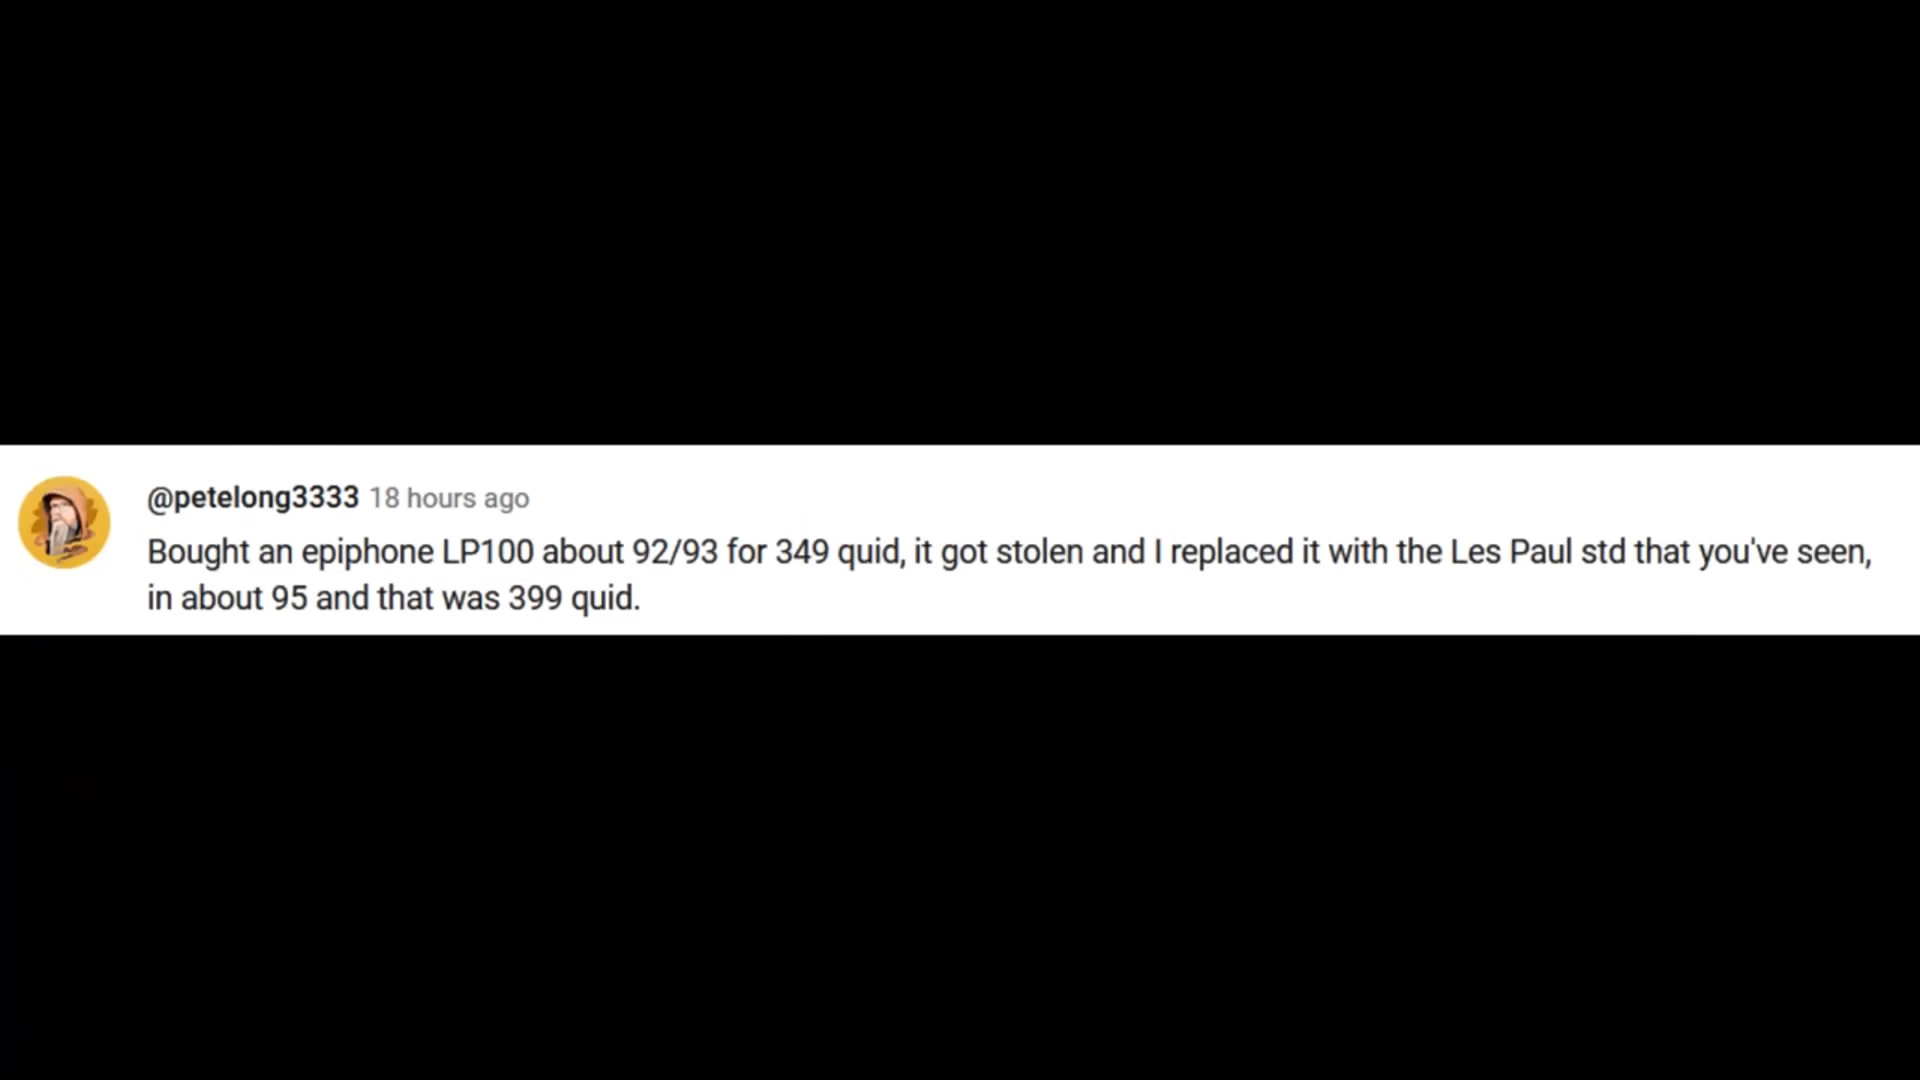 @petelong3333 18 hours ago
Bought an epiphone LP100 about 92/93 for 349 quid, it got stolen and I replaced it with the Les Paul std that you've seen,
in about 95 and that was 399 quid.